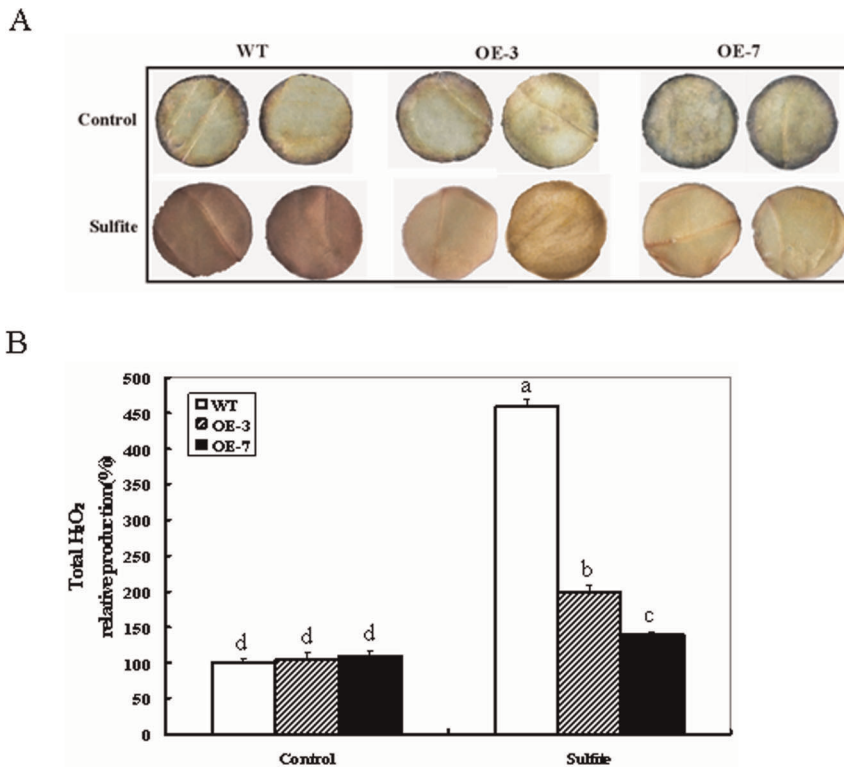 A
WT OE-3 OE-7
Control
Sulfite
B
Total H₂O₂
relative production(%)
500
450
400
350
300
250
200
150
100
50
0
WT
OE-3
OE-7
d d d
a
b
c
Control Sulfite